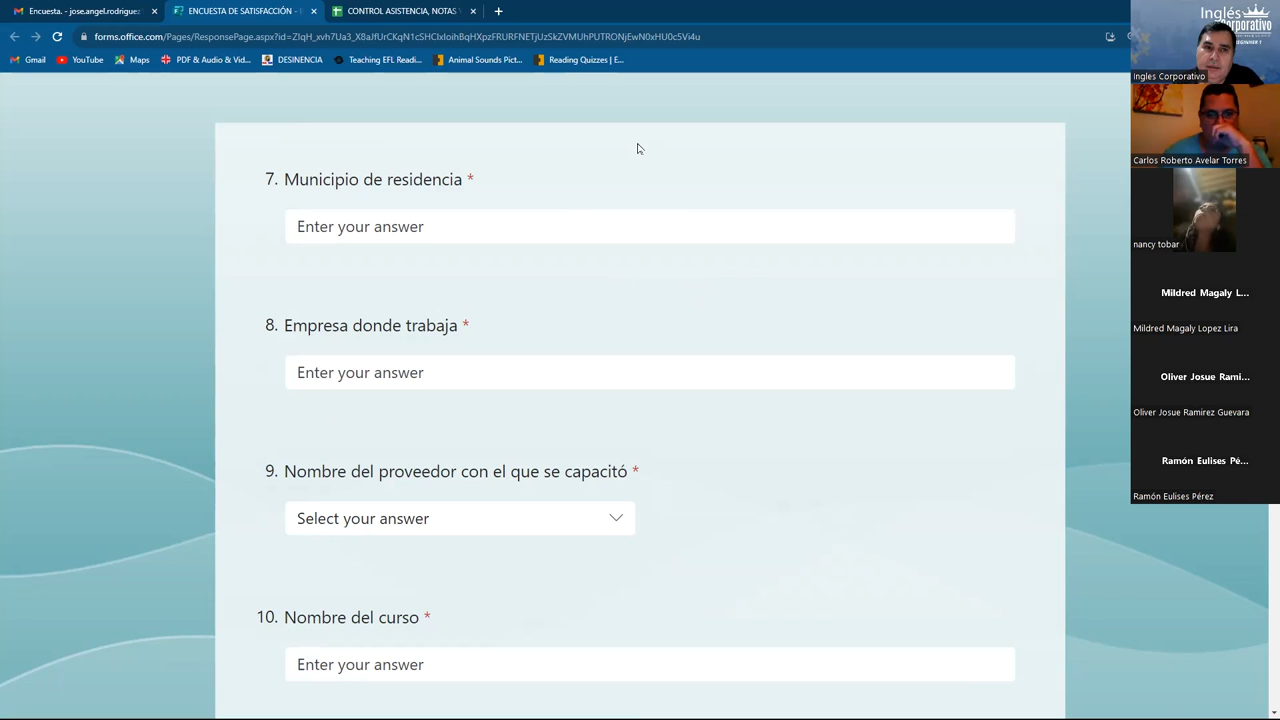 Encuesta. - jose.angel.rodriguez
ENCUESTA DE SATISFACCIÓN -
CONTROL ASISTENCIA, NOTAS Y
forms.office.com/Pages/ResponsePage.aspx?id=
Gmail
YouTube
Maps
PDF & Audio & Vid...
DESINENCIA
Teaching EFL Readi...
Animal Sounds Pict...
Reading Quizzes | E...
7. Municipio de residencia *
Enter your answer
8. Empresa donde trabaja *
Enter your answer
9. Nombre del proveedor con el que se capacitó *
Select your answer
10. Nombre del curso *
Enter your answer
Inglés
Corporativo
BEGINNER 1
Ingles Corporativo
Carlos Roberto Avelar Torres
nancy tobar
Mildred Magaly L...
Mildred Magaly Lopez Lira
Oliver Josue Rami...
Oliver Josue Ramirez Guevara
Ramón Eulises Pé...
Ramón Eulises Pérez